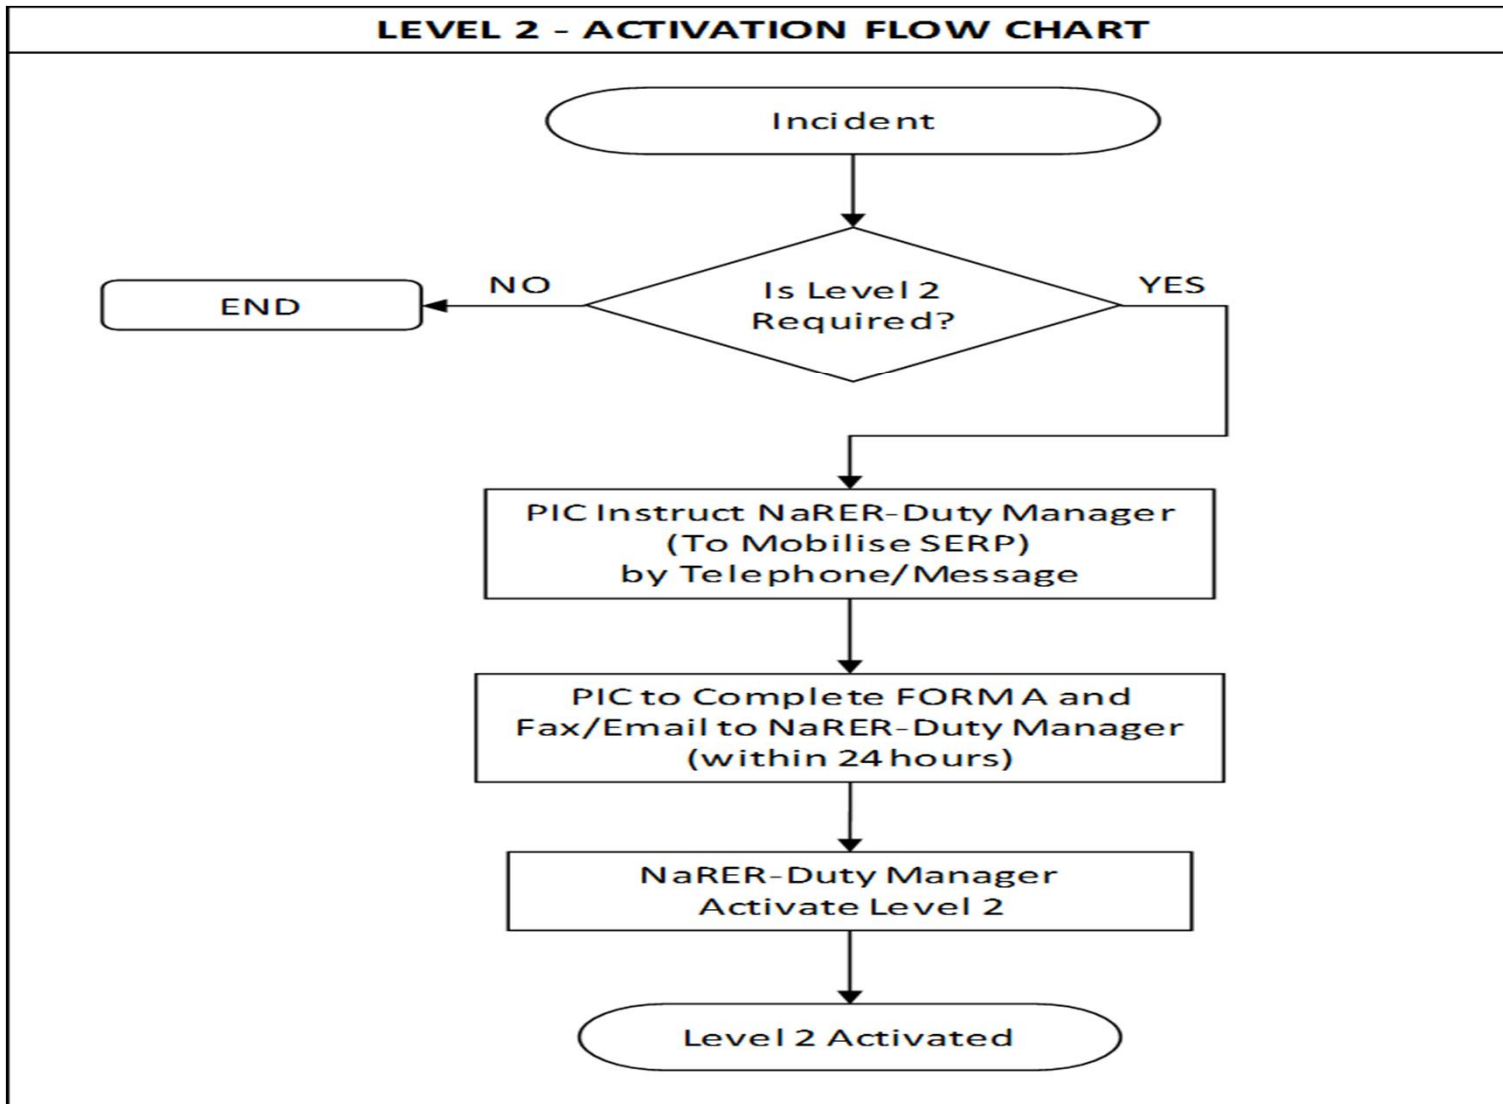 LEVEL 2 - ACTIVATION FLOW CHART
Incident
Is Level 2
Required?
NO
YES
END
PIC Instruct NaRER-Duty Manager
(To Mobilise SERP)
by Telephone/Message
PIC to Complete FORM A and
Fax/Email to NaRER-Duty Manager
(within 24 hours)
NaRER-Duty Manager
Activate Level 2
Level 2 Activated